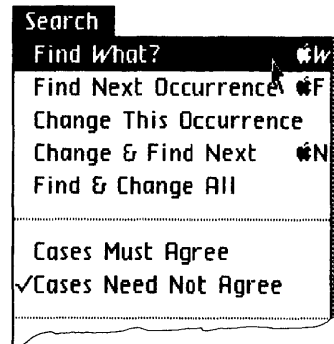 Search
Find What? W
Find Next Occurrence F
Change This Occurrence
Change & Find Next N
Find & Change All
Cases Must Agree
✓Cases Need Not Agree